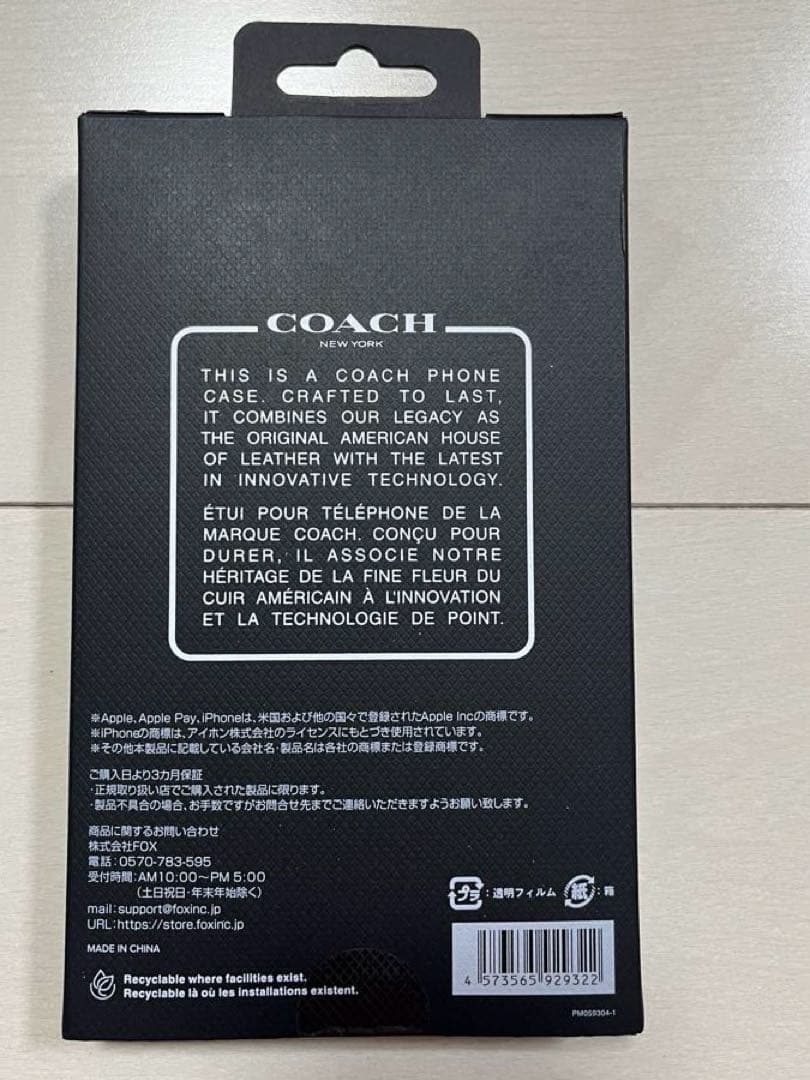 COACH
NEW YORK
THIS IS A COACH PHONE
CASE. CRAFTED TO LAST,
IT COMBINES OUR LEGACY AS
THE ORIGINAL AMERICAN HOUSE
OF LEATHER WITH THE LATEST
IN INNOVATIVE TECHNOLOGY.
ÉTUI POUR TÉLÉPHONE DE LA
MARQUE COACH. CONÇU POUR
DURER, IL ASSOCIE NOTRE
HÉRITAGE DE LA FINE FLEUR DU
CUIR AMÉRICAIN À L'INNOVATION
ET LA TECHNOLOGIE DE POINT.
※Apple、Apple Pay、iPhoneは、米国および他の国々で登録されたApple Incの商標です。
※iPhoneの商標は、アイホン株式会社のライセンスにもとづき使用されています。
※その他本製品に記載している会社名・製品名は各社の商標または登録商標です。
ご購入日より3カ月保証
・正規取り扱い店でご購入された製品に限ります。
・製品不具合の場合、お手数ですがお問合せ先までご連絡いただきますようお願い致します。
商品に関するお問い合わせ
株式会社FOX
電話：0570-783-595
受付時間：AM10:00～PM5:00
（土日祝日・年末年始除く）
mail：support@foxinc.jp
URL：https://store.foxinc.jp
MADE IN CHINA
Recyclable where facilities exist.
Recyclable là où les installations existent.
プラ：透明フィルム 紙：箱
4 573565 929322
PM0S9304-1